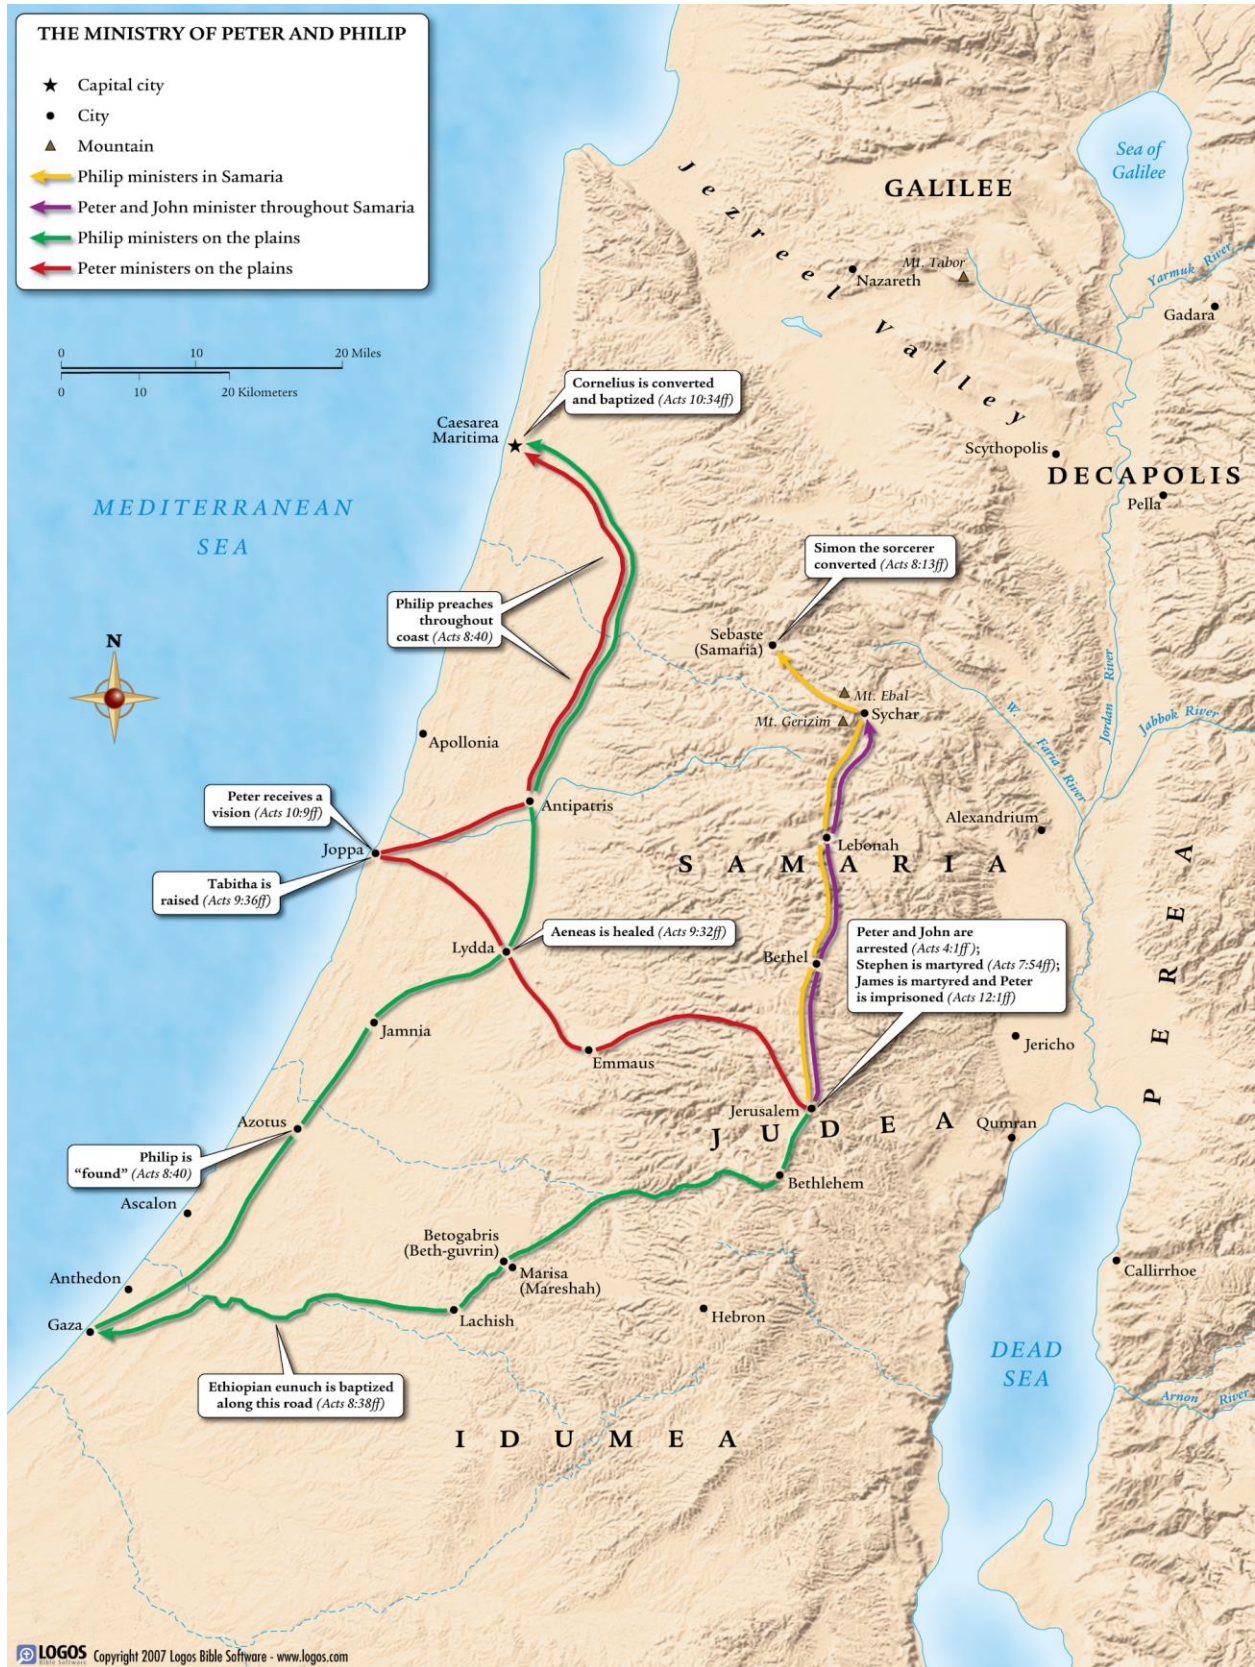 THE MINISTRY OF PETER AND PHILIP
Capital city
City
Mountain
Philip ministers in Samaria
Peter and John minister throughout Samaria
Philip ministers on the plains
Peter ministers on the plains
0 10 20 Miles
0 10 20 Kilometers
Sea of
Galilee
Jezreel Valley
GALILEE
Mt. Tabor
Nazareth
Yarmuk River
Gadara
Cornelius is converted
and baptized (Acts 10:34ff)
Caesarea
Maritima
Scythopolis
DECAPOLIS
Pella
MEDITERRANEAN
SEA
Simon the sorcerer
converted (Acts 8:13ff)
Philip preaches
throughout
coast (Acts 8:40)
N
Sebaste
(Samaria)
Mt. Ebal
Mt. Gerizim
Sychar
W. Faria River
Jordan River
Jabbok River
Apollonia
Peter receives a
vision (Acts 10:9ff)
Antipatris
Alexandrium
Joppa
Lebonah
SAMARIA
PEREA
Tabitha is
raised (Acts 9:36ff)
Lydda
Aeneas is healed (Acts 9:32ff)
Bethel
Peter and John are
arrested (Acts 4:1ff);
Stephen is martyred (Acts 7:54ff);
James is martyred and Peter
is imprisoned (Acts 12:1ff)
Jamnia
Emmaus
Jericho
Jerusalem
JUDEA
Qumran
Azotus
Philip is
“found” (Acts 8:40)
Bethlehem
Ascalon
Betogabris
(Beth-guvrin)
Marisa
(Mareshah)
Anthedon
Callirrhoe
Gaza
Lachish
Hebron
DEAD
SEA
Ethiopian eunuch is baptized
along this road (Acts 8:38ff)
Arnon River
IDUMEA
LOGOS
Bible Software
Copyright 2007 Logos Bible Software - www.logos.com